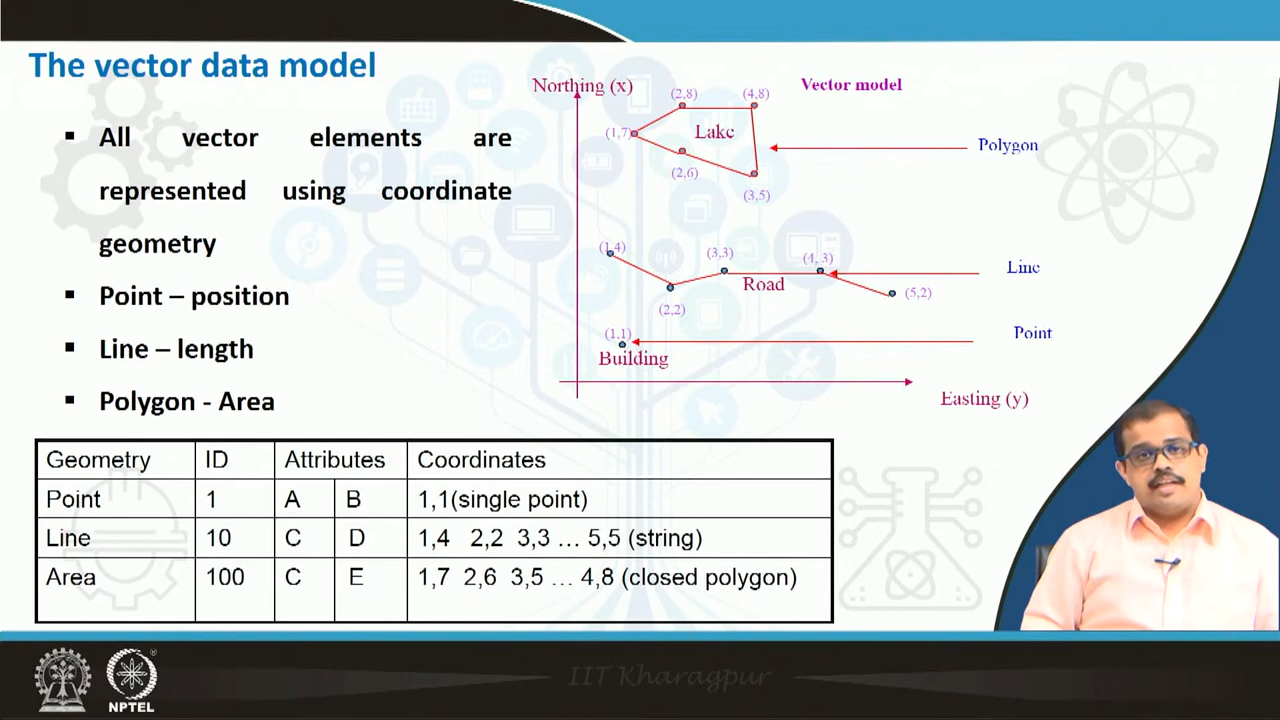 The vector data model
▪ All vector elements are
represented using coordinate
geometry
▪ Point – position
▪ Line – length
▪ Polygon - Area
Northing (x)
Vector model
(2,8)
(4,8)
(1,7)
Lake
(2,6)
(3,5)
Polygon
(1,4)
(3,3)
(4,.3)
Line
Road
(2,2)
(5,2)
(1,1)
Point
Building
Easting (y)
Geometry ID Attributes Coordinates
Point 1 A B 1,1(single point)
Line 10 C D 1,4 2,2 3,3 … 5,5 (string)
Area 100 C E 1,7 2,6 3,5 … 4,8 (closed polygon)
IIT Kharagpur
NPTEL